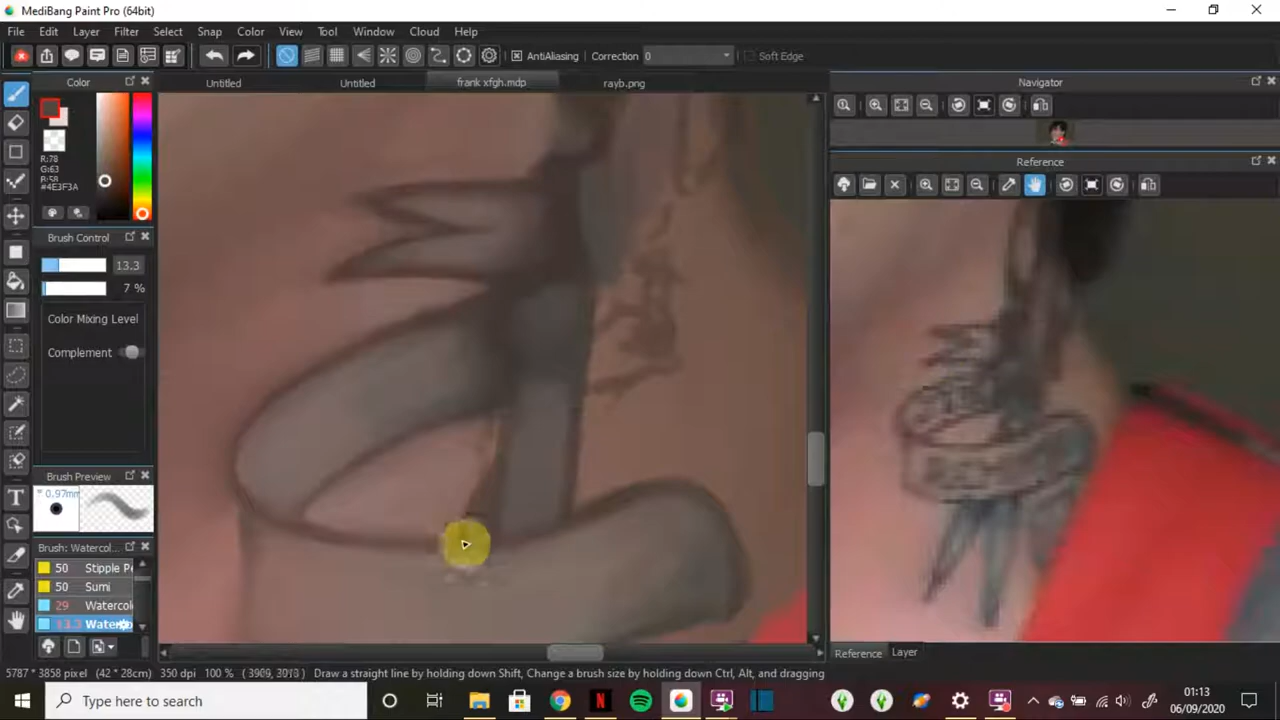 MediBang Paint Pro (64bit)
File Edit Layer Filter Select Snap Color View Tool Window Cloud Help
AntiAliasing Correction 0 Soft Edge
Color
Untitled Untitled frank xfgh.mdp rayb.png
Navigator
R:78
G:63
B:58
#4E3F3A
Reference
Brush Control
13.3
7 %
Color Mixing Level
Complement
Brush Preview
0.97mm
Brush: Watercol...
50 Stipple Pe
50 Sumi
29 Watercol
13.3
Reference Layer
5787 * 3858 pixel (42 * 28cm) 350 dpi 100 % Draw a straight line by holding down Shift, Change a brush size by holding down Ctrl, Alt, and dragging
Type here to search
01:13
06/09/2020